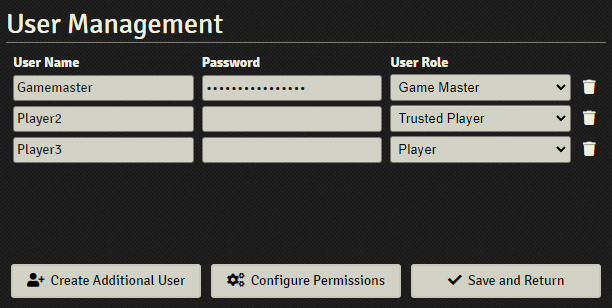 User Management
User Name Password User Role
Gamemaster •••••••••••••••• Game Master
Player2 Trusted Player
Player3 Player
Create Additional User Configure Permissions Save and Return